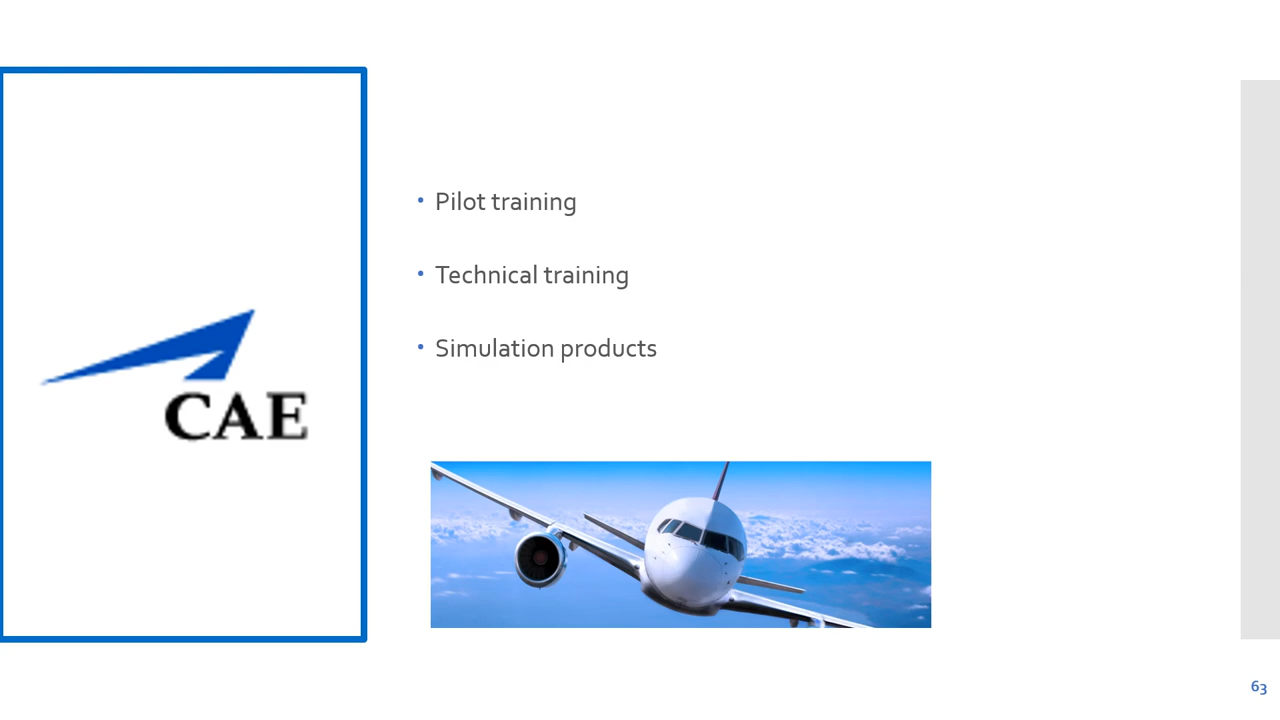 CAE
• Pilot training
• Technical training
• Simulation products
63